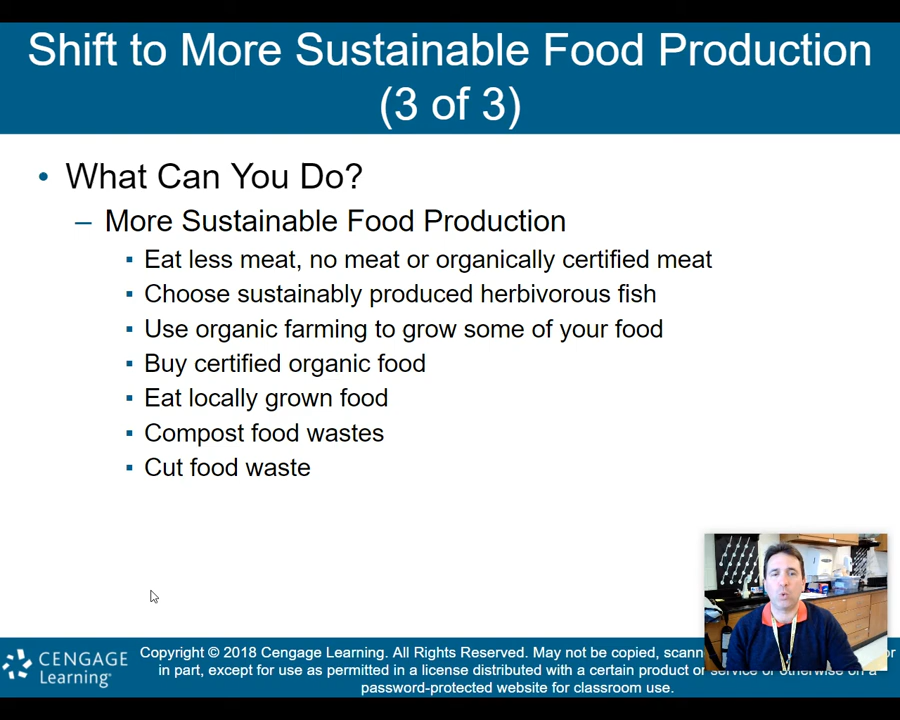 Shift to More Sustainable Food Production
(3 of 3)
• What Can You Do?
– More Sustainable Food Production
▪ Eat less meat, no meat or organically certified meat
▪ Choose sustainably produced herbivorous fish
▪ Use organic farming to grow some of your food
▪ Buy certified organic food
▪ Eat locally grown food
▪ Compost food wastes
▪ Cut food waste
CENGAGE
Learning™
Copyright © 2018 Cengage Learning. All Rights Reserved. May not be copied, or
in part, except for use as permitted in a license distributed with a certain product or service or otherwise on a
password-protected website for classroom use.